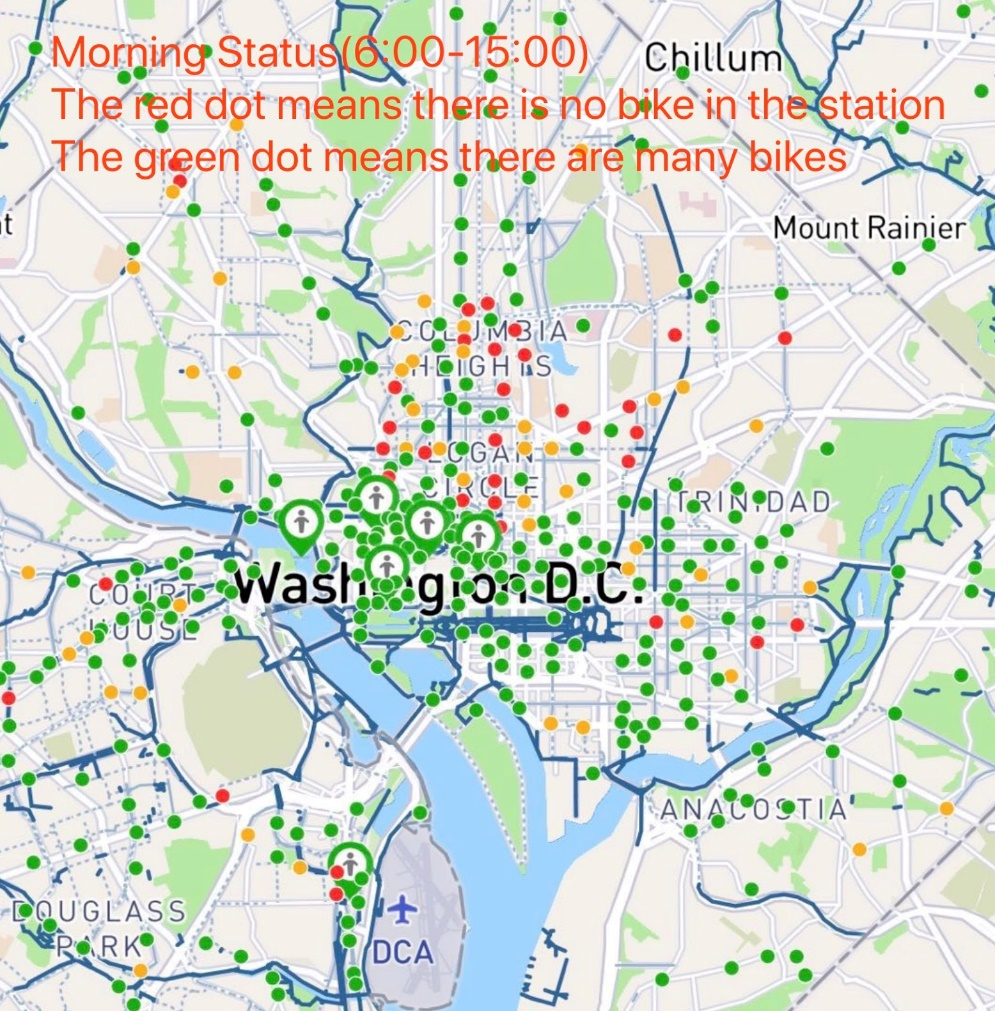 Morning Status(6:00-15:00)
Chillum
The red dot means there is no bike in the station
The green dot means there are many bikes
nt
Mount Rainier
COLUMBIA
HEIGHTS
LOGAN
CIRCLE
TRINIDAD
Washington D.C.
COURT
HOUSE
ANACOSTIA
DOUGLASS
PARK
DCA